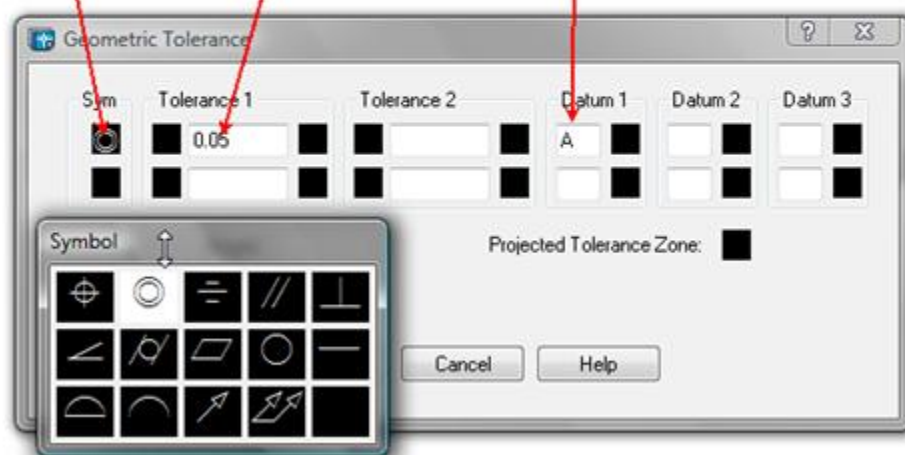 Geometric Tolerance
Sym Tolerance 1 Tolerance 2 Datum 1 Datum 2 Datum 3
0.05 A
Symbol
Projected Tolerance Zone:
Cancel Help